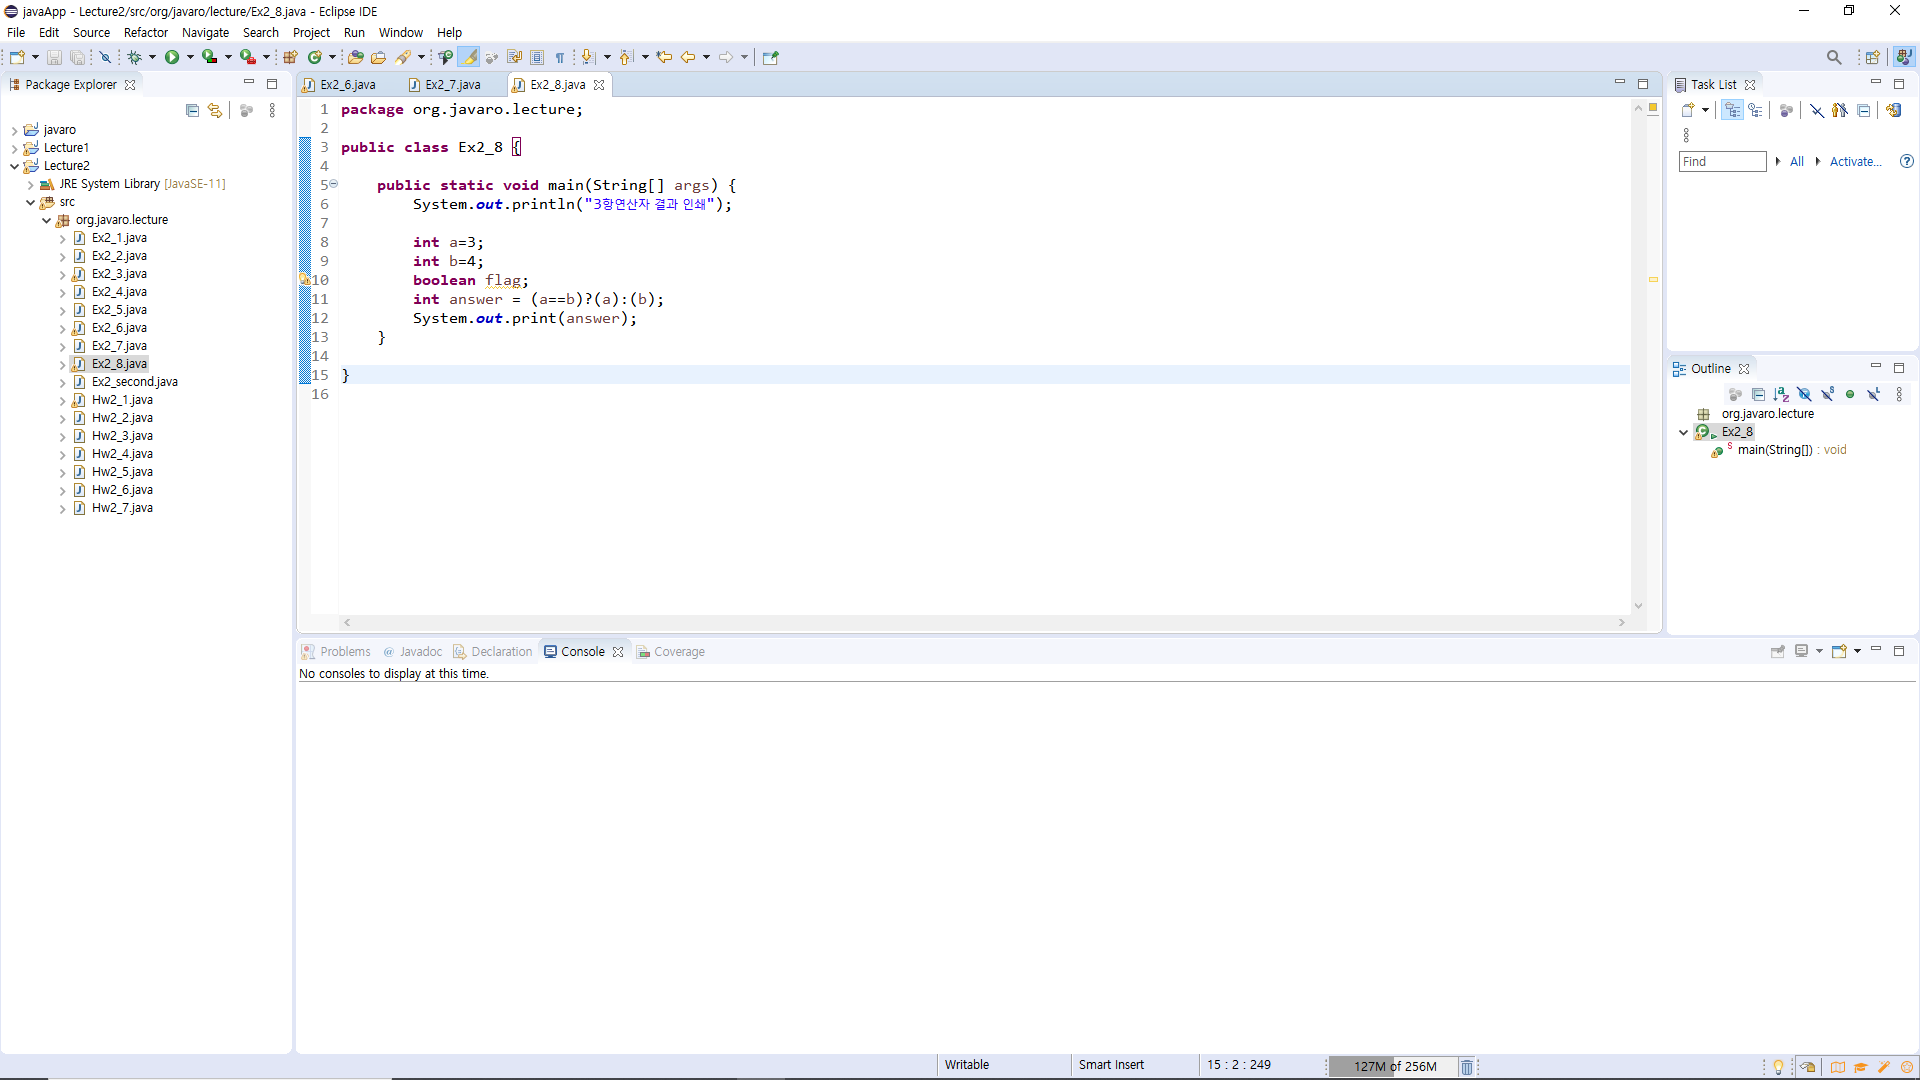 javaApp - Lecture2/src/org/javaro/lecture/Ex2_8.java - Eclipse IDE
File Edit Source Refactor Navigate Search Project Run Window Help
Package Explorer
javaro
Lecture1
Lecture2
JRE System Library [JavaSE-11]
src
org.javaro.lecture
Ex2_1.java
Ex2_2.java
Ex2_3.java
Ex2_4.java
Ex2_5.java
Ex2_6.java
Ex2_7.java
Ex2_8.java
Ex2_second.java
Hw2_1.java
Hw2_2.java
Hw2_3.java
Hw2_4.java
Hw2_5.java
Hw2_6.java
Hw2_7.java
Ex2_6.java Ex2_7.java Ex2_8.java
1 package org.javaro.lecture;
2
3 public class Ex2_8 {
4
5 public static void main(String[] args) {
6 System.out.println("3항연산자 결과 인쇄");
7
8 int a=3;
9 int b=4;
10 boolean flag;
11 int answer = (a==b)?(a):(b);
12 System.out.print(answer);
13 }
14
15 }
16
Task List
Find All Activate...
Outline
org.javaro.lecture
Ex2_8
main(String[]) : void
Problems @ Javadoc Declaration Console Coverage
No consoles to display at this time.
Writable Smart Insert 15 : 2 : 249 127M of 256M